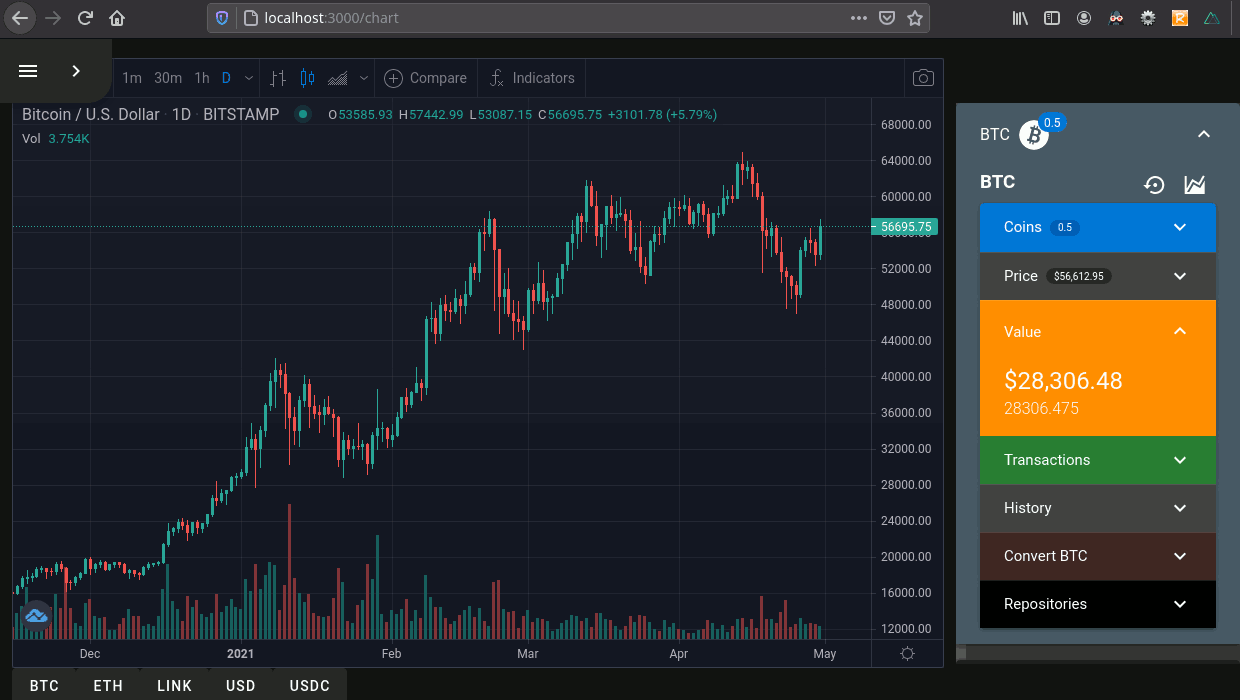 localhost:3000/chart
1m 30m 1h D Compare Indicators
Bitcoin / U.S. Dollar · 1D · BITSTAMP O53585.93 H57442.99 L53087.15 C56695.75 +3101.78 (+5.79%)
Vol 3.754K
68000.00
64000.00
60000.00
56695.75
52000.00
48000.00
44000.00
40000.00
36000.00
32000.00
28000.00
24000.00
20000.00
16000.00
12000.00
Dec 2021 Feb Mar Apr May
BTC ETH LINK USD USDC
BTC 0.5
BTC
Coins 0.5
Price $56,612.95
Value
$28,306.48
28306.475
Transactions
History
Convert BTC
Repositories